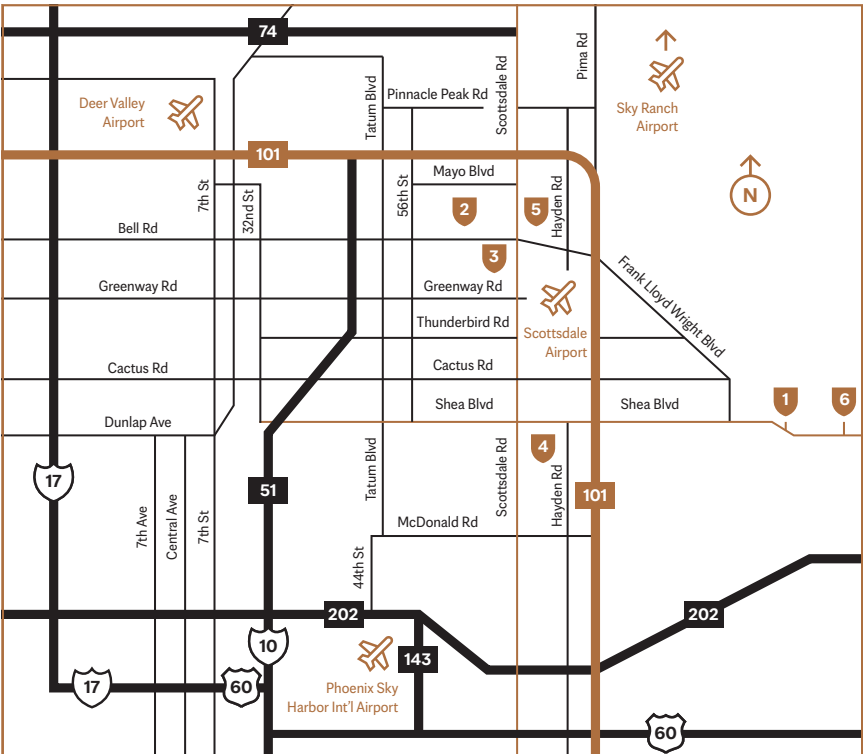 74
Pima Rd
Scottsdale Rd
Tatum Blvd
Pinnacle Peak Rd
Deer Valley
Airport
Sky Ranch
Airport
101
Mayo Blvd
7th St
32nd St
56th St
Hayden Rd
N
2
5
Bell Rd
3
Frank Lloyd Wright Blvd
Greenway Rd
Greenway Rd
Thunderbird Rd
Scottsdale
Airport
Cactus Rd
Cactus Rd
Shea Blvd
Shea Blvd
1
6
Dunlap Ave
4
17
51
Tatum Blvd
Scottsdale Rd
Hayden Rd
101
7th Ave
Central Ave
7th St
McDonald Rd
44th St
202
202
10
143
17
60
Phoenix Sky
Harbor Int'l Airport
60